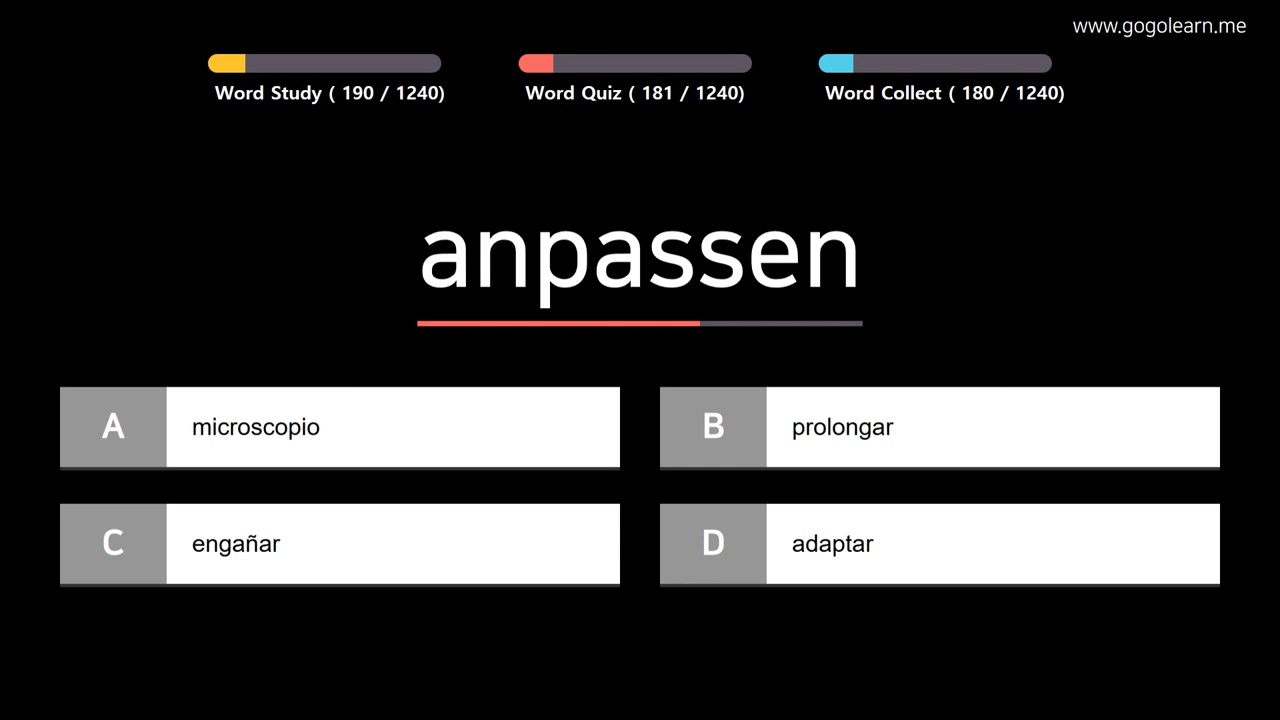 www.gogolearn.me
Word Study ( 190 / 1240)
Word Quiz ( 181 / 1240)
Word Collect ( 180 / 1240)
anpassen
A microscopio
B prolongar
C engañar
D adaptar